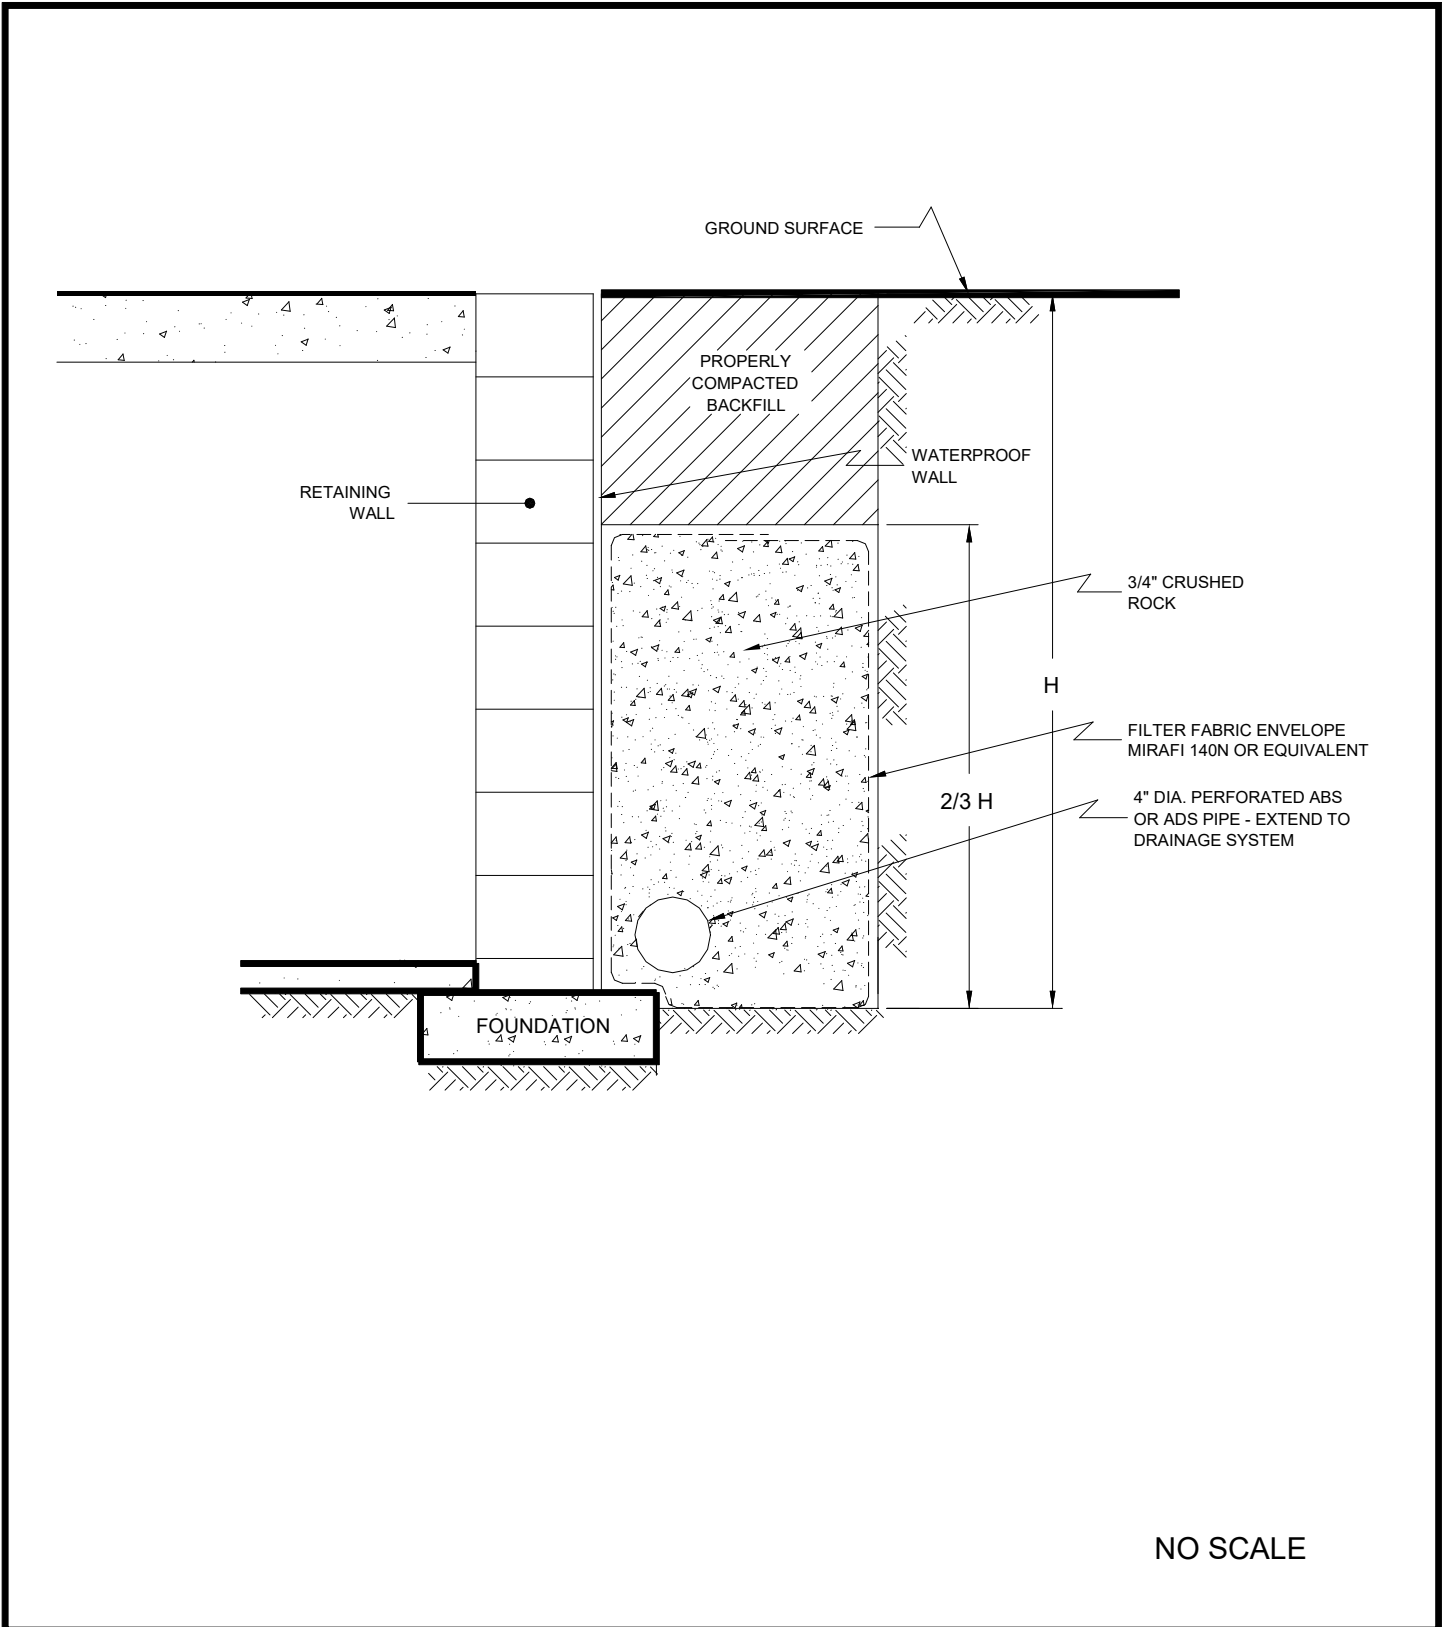 GROUND SURFACE
PROPERLY
COMPACTED
BACKFILL
WATERPROOF
WALL
RETAINING
WALL
3/4" CRUSHED
ROCK
H
FILTER FABRIC ENVELOPE
MIRAFI 140N OR EQUIVALENT
2/3 H
4" DIA. PERFORATED ABS
OR ADS PIPE - EXTEND TO
DRAINAGE SYSTEM
FOUNDATION
NO SCALE